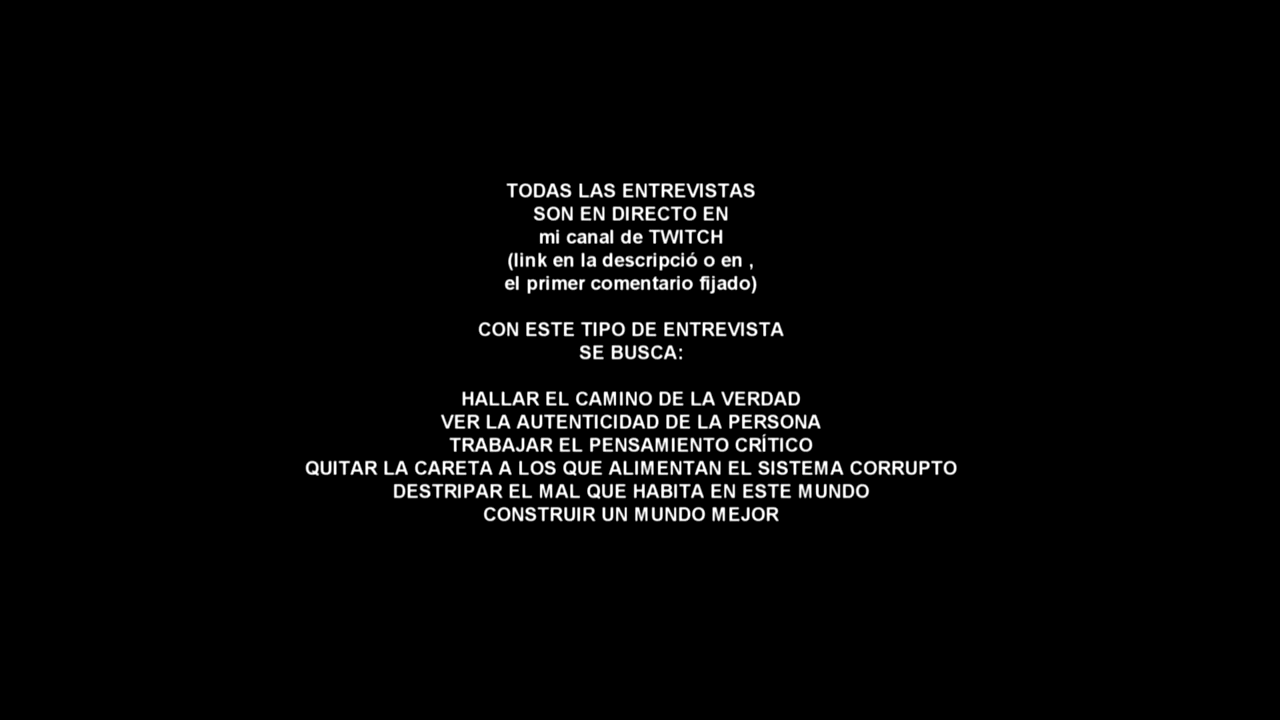 TODAS LAS ENTREVISTAS
SON EN DIRECTO EN
mi canal de TWITCH
(link en la descripció o en ,
el primer comentario fijado)
CON ESTE TIPO DE ENTREVISTA
SE BUSCA:
HALLAR EL CAMINO DE LA VERDAD
VER LA AUTENTICIDAD DE LA PERSONA
TRABAJAR EL PENSAMIENTO CRÍTICO
QUITAR LA CARETA A LOS QUE ALIMENTAN EL SISTEMA CORRUPTO
DESTRIPAR EL MAL QUE HABITA EN ESTE MUNDO
CONSTRUIR UN MUNDO MEJOR